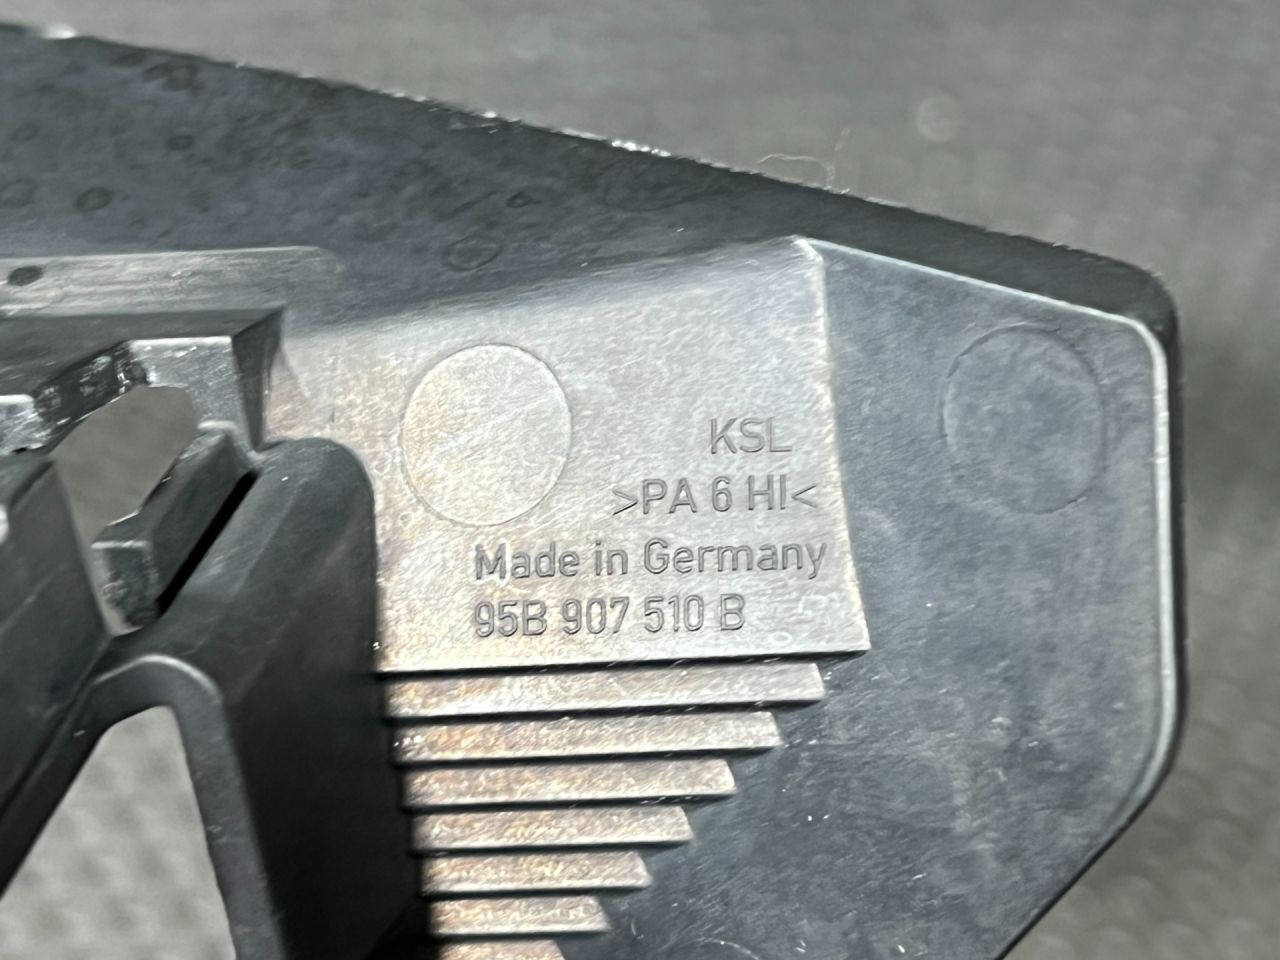 KSL
>PA 6 HI<
Made in Germany
95B 907 510 B